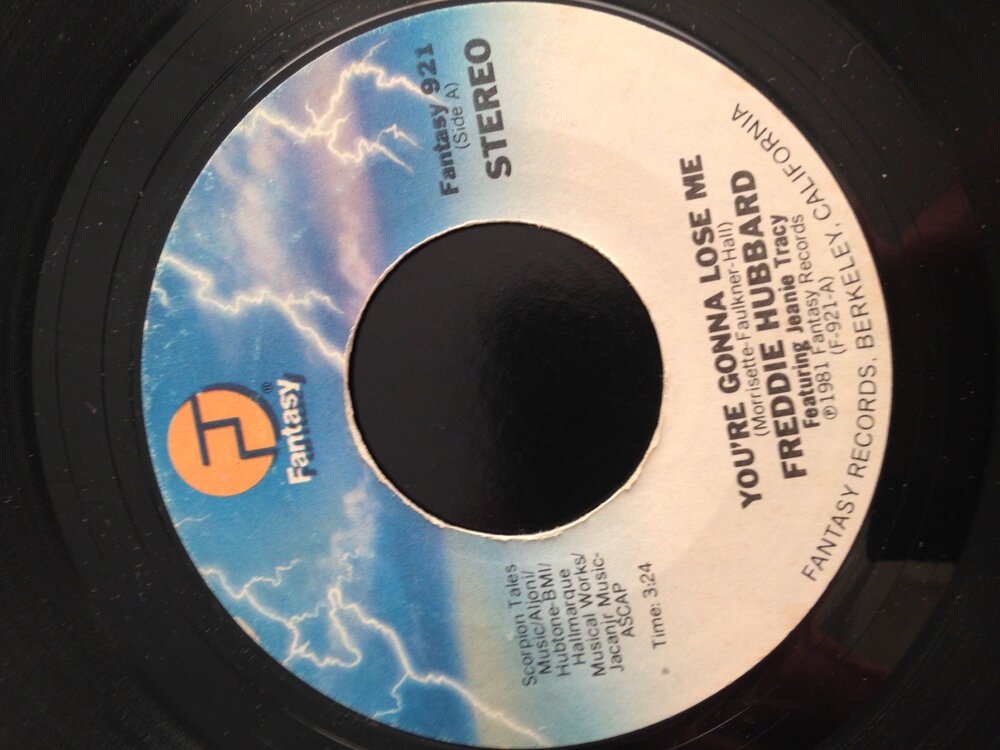 Fantasy®
Scorpion Tales
Music/Aljoni/
Hubtone-BMI/
Hallmarque
Musical Works/
Jacanjr Music-
ASCAP
Time: 3:24
Fantasy 921
(Side A)
STEREO
YOU'RE GONNA LOSE ME
(Morrisette-Faulkner-Hall)
FREDDIE HUBBARD
Featuring Jeanie Tracy
℗1981 Fantasy Records
(F-921-A)
FANTASY RECORDS, BERKELEY, CALIFORNIA